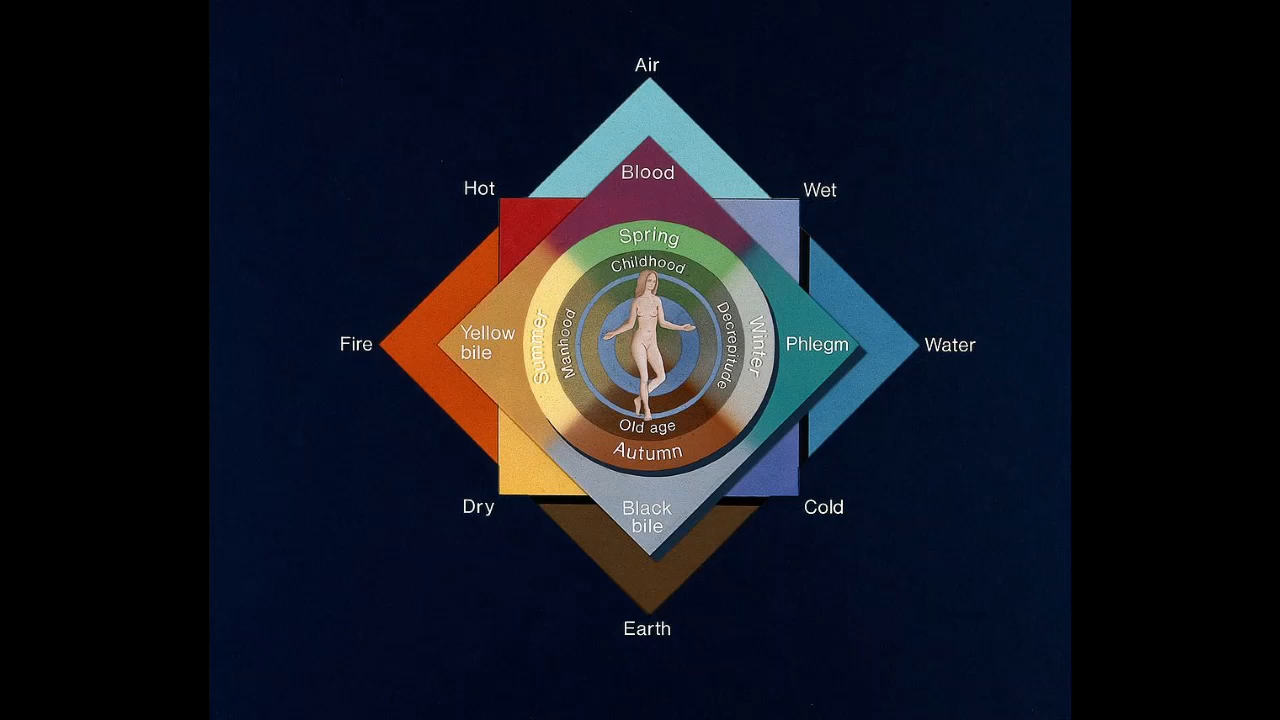 Air
Hot
Blood
Wet
Spring
Childhood
Fire
Yellow
bile
Summer
Manhood
Decrepitude
Winter
Phlegm
Water
Old age
Autumn
Dry
Black
bile
Cold
Earth